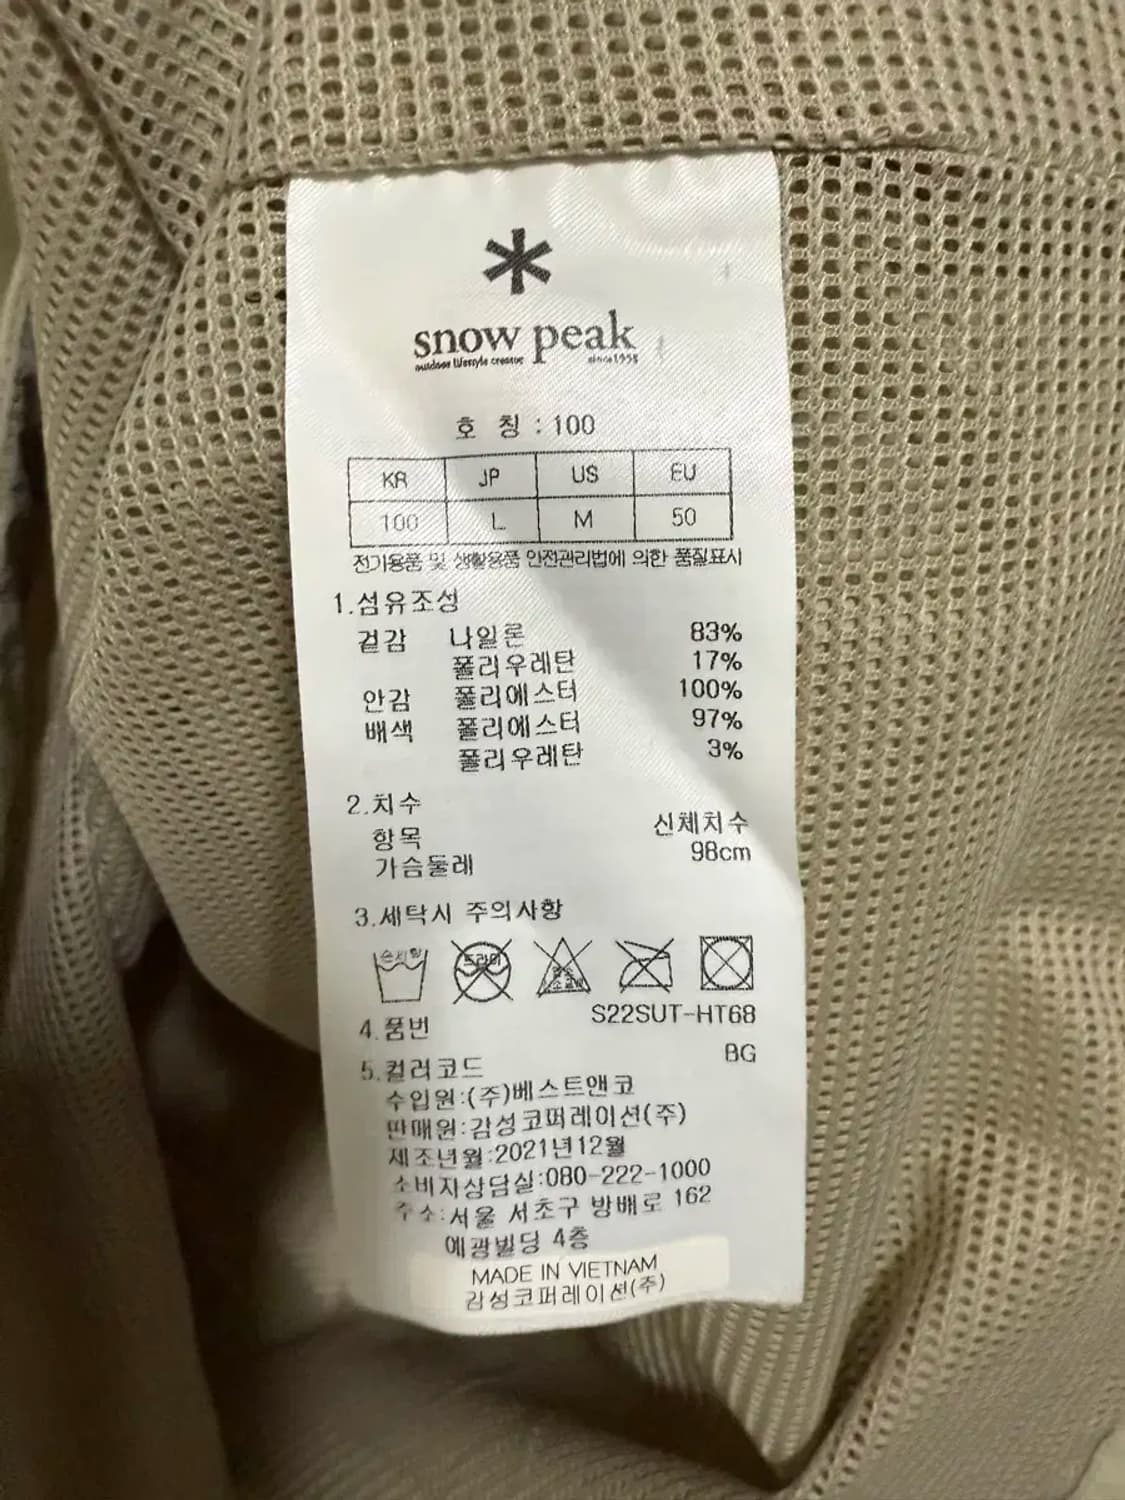 snow peak
outdoor lifestyle creator since1958
호 칭 : 100
KR JP US EU
100 L M 50
전기용품 및 생활용품 안전관리법에 의한 품질표시
1.섬유조성
겉감 나일론 83%
폴리우레탄 17%
안감 폴리에스터 100%
배색 폴리에스터 97%
폴리우레탄 3%
2.치수
항목 신체치수
가슴둘레 98cm
3.세탁시 주의사항
손세탁 드라이 염소
4.품번 S22SUT-HT68
5.컬러코드 BG
수입원:(주)베스트앤코
판매원:감성코퍼레이션(주)
제조년월:2021년12월
소비자상담실:080-222-1000
주소:서울 서초구 방배로 162
예광빌딩 4층
MADE IN VIETNAM
감성코퍼레이션(주)